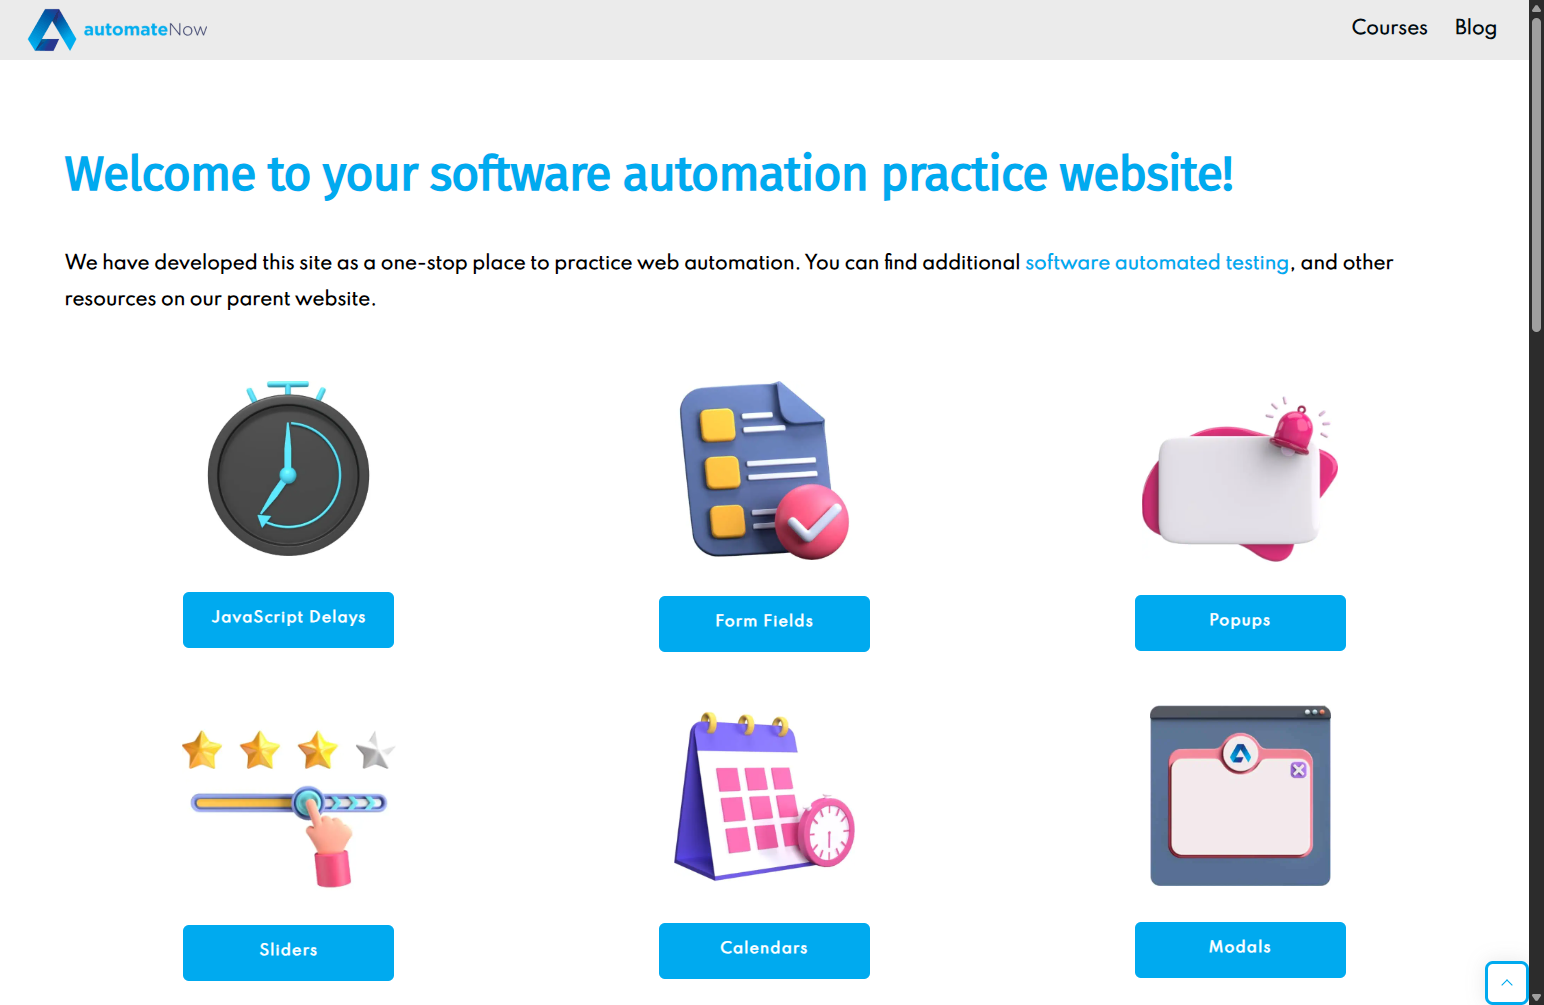 automateNow
Courses
Blog
Welcome to your software automation practice website!
We have developed this site as a one-stop place to practice web automation. You can find additional software automated testing, and other
resources on our parent website.
JavaScript Delays
Form Fields
Popups
Sliders
Calendars
Modals